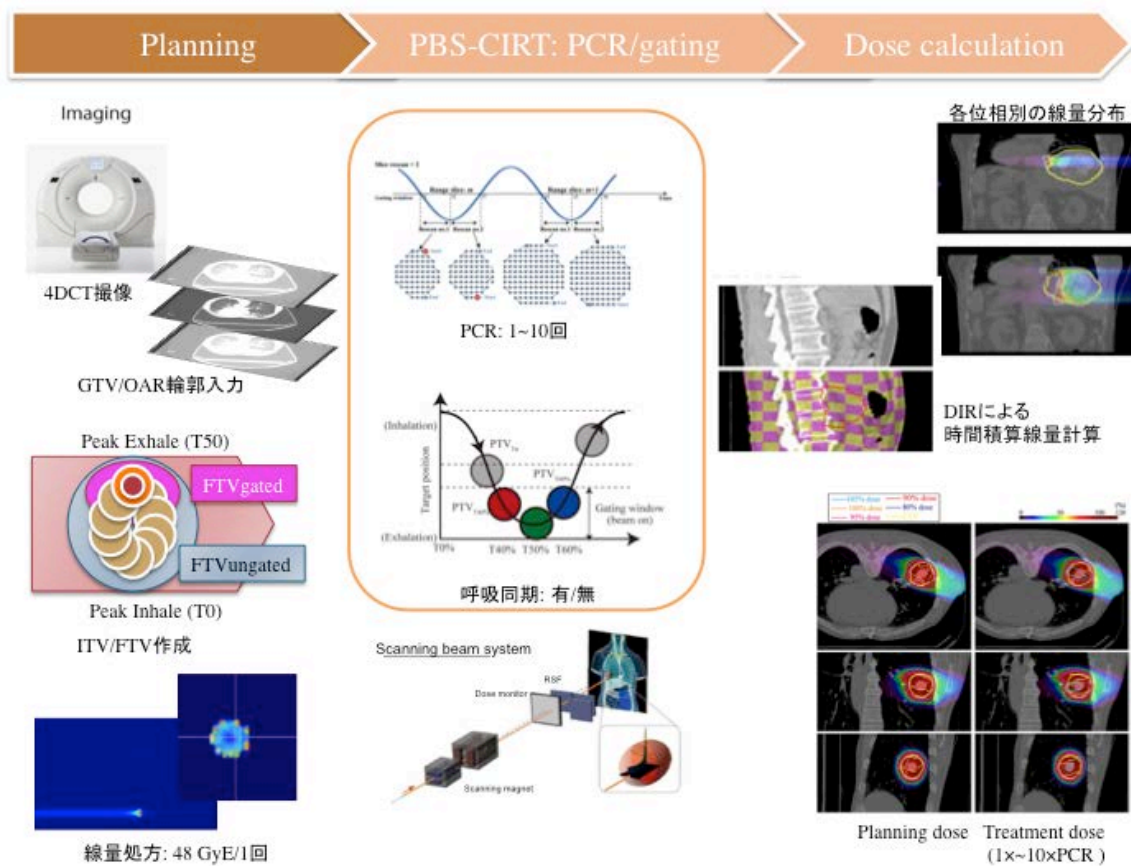 Planning
PBS-CIRT: PCR/gating
Dose calculation
Imaging
4DCT撮像
GTV/OAR輪郭入力
Peak Exhale (T50)
FTVgated
FTVungated
Peak Inhale (T0)
ITV/FTV作成
線量処方: 48 GyE/1回
Gating window
PCR: 1~10回
Target position
(Inhalation)
(Exhalation)
Gating window
(beam on)
T0%
T40%
T50%
T60%
呼吸同期: 有/無
Scanning beam system
RSF
Dose monitor
Scanning magnet
各位相別の線量分布
DIRによる
時間積算線量計算
Planning dose
Treatment dose
(1×~10×PCR )